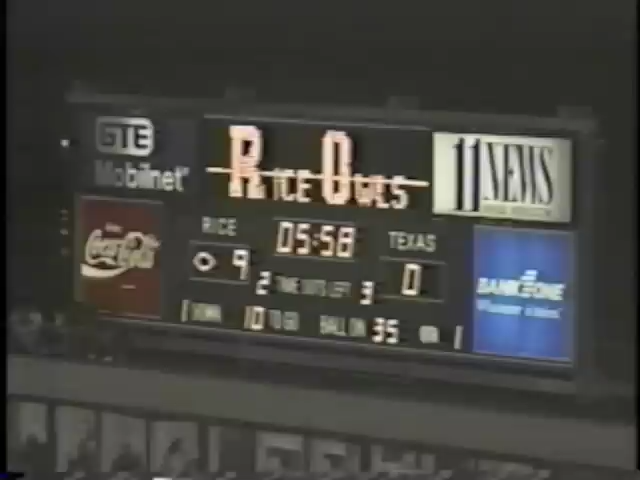 GTE
Mobilnet
RICE OWLS
11 NEWS
Coca-Cola
RICE
05:58
TEXAS
9
0
2 TIME OUTS LEFT 3
1 DOWN 10 TO GO BALL ON 35 QTR 1
BANK ONE